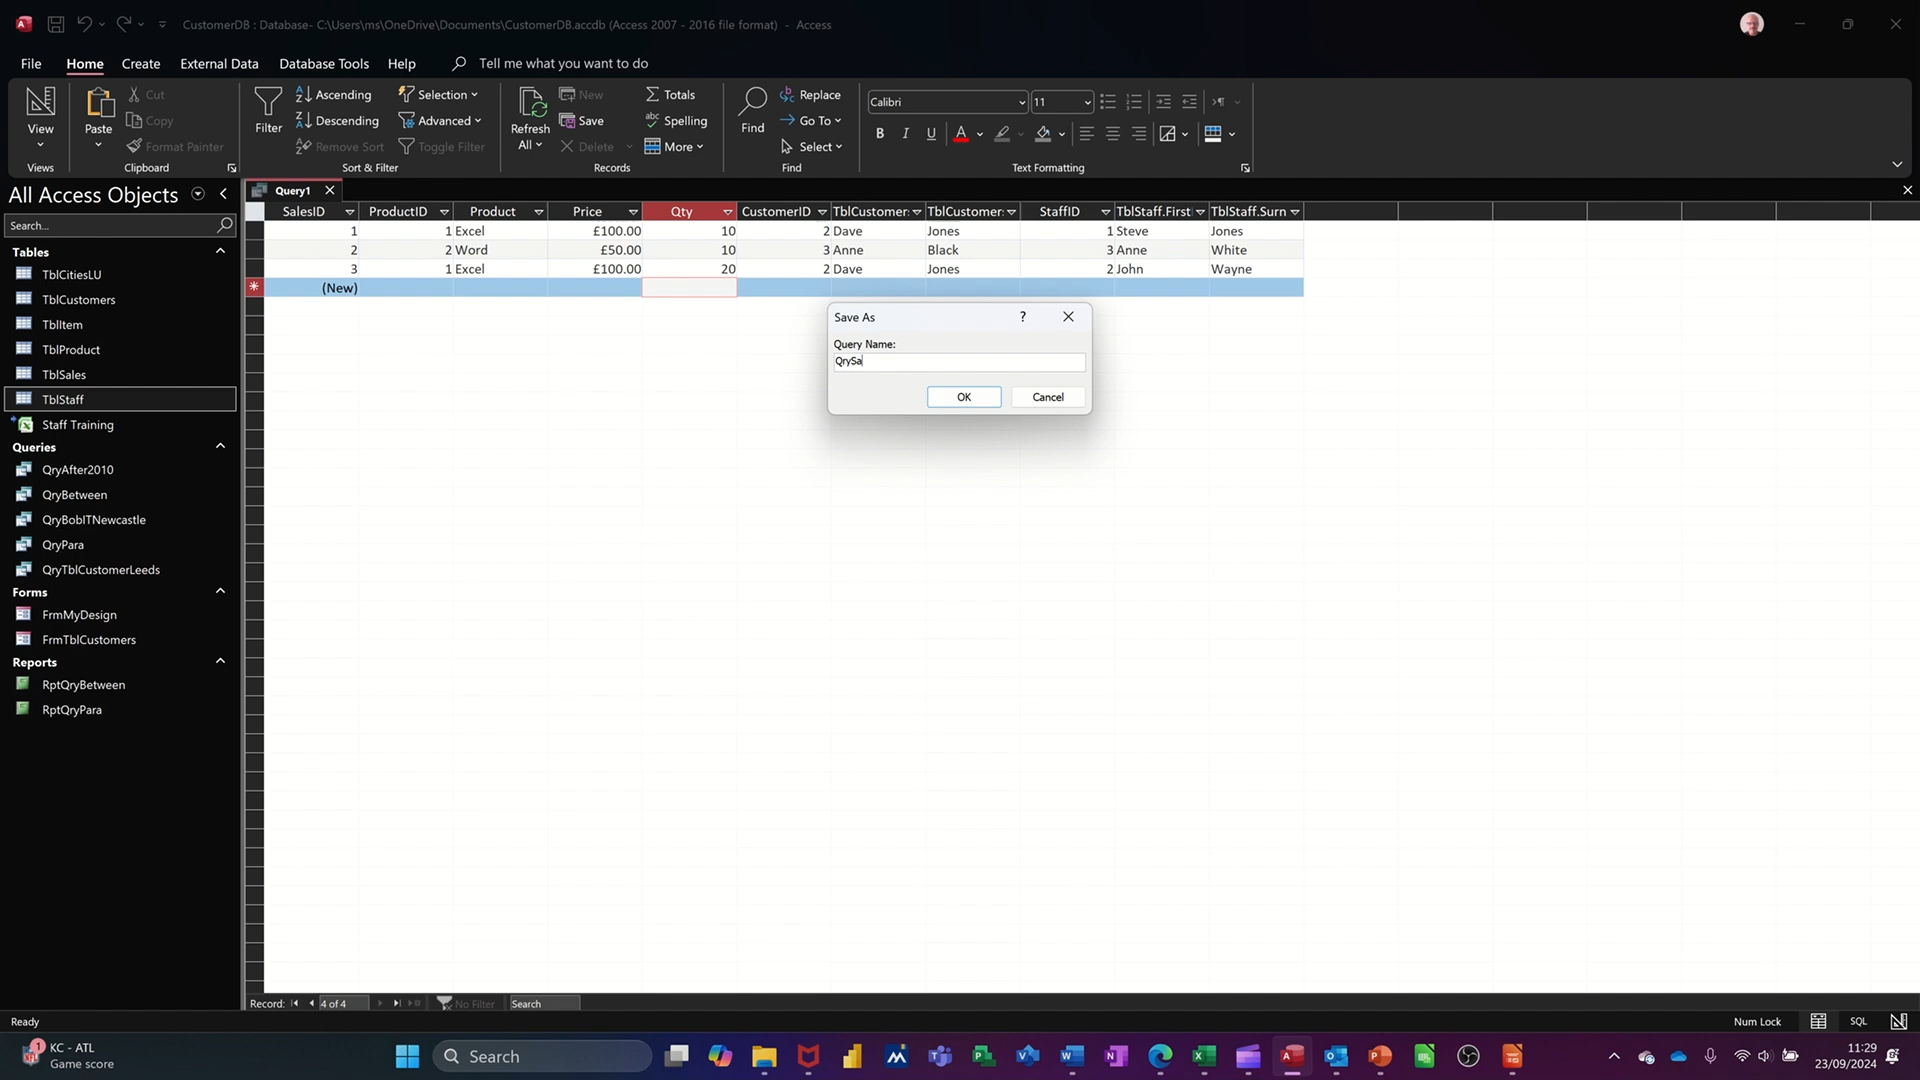 CustomerDB : Database- C:\Users\ms\OneDrive\Documents\CustomerDB.accdb (Access 2007 - 2016 file format) - Access
File Home Create External Data Database Tools Help Tell me what you want to do
View
Views
Paste
Cut
Copy
Format Painter
Clipboard
Filter
Ascending
Descending
Remove Sort
Selection
Advanced
Toggle Filter
Sort & Filter
Refresh
All
New
Save
Delete
Totals
Spelling
More
Records
Find
Replace
Go To
Select
Find
Calibri 11
B I U A
Text Formatting
All Access Objects
Search...
Tables
TblCitiesLU
TblCustomers
TblItem
TblProduct
TblSales
TblStaff
Staff Training
Queries
QryAfter2010
QryBetween
QryBobITNewcastle
QryPara
QryTblCustomerLeeds
Forms
FrmMyDesign
FrmTblCustomers
Reports
RptQryBetween
RptQryPara
Query1
SalesID ProductID Product Price Qty CustomerID TblCustomer: TblCustomer: StaffID TblStaff.First TblStaff.Surn
1 1 Excel £100.00 10 2 Dave Jones 1 Steve Jones
2 2 Word £50.00 10 3 Anne Black 3 Anne White
3 1 Excel £100.00 20 2 Dave Jones 2 John Wayne
* (New)
Save As ?
Query Name:
QrySa
OK Cancel
Record: 4 of 4 No Filter Search
Ready Num Lock SQL
1
KC - ATL
Game score
Search
11:29
23/09/2024